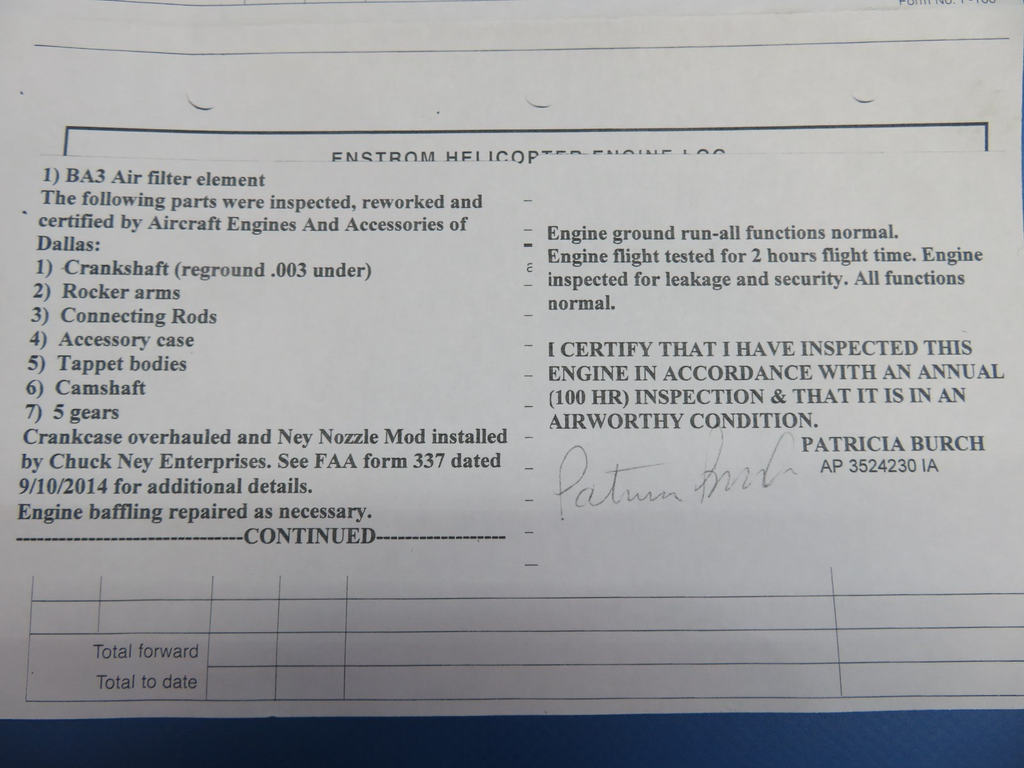 ENSTROM HELICOPTER ENGINE LOG
1) BA3 Air filter element
The following parts were inspected, reworked and
certified by Aircraft Engines And Accessories of
Dallas:
1) Crankshaft (reground .003 under)
2) Rocker arms
3) Connecting Rods
4) Accessory case
5) Tappet bodies
6) Camshaft
7) 5 gears
Crankcase overhauled and Ney Nozzle Mod installed
by Chuck Ney Enterprises. See FAA form 337 dated
9/10/2014 for additional details.
Engine baffling repaired as necessary.
------------------------------CONTINUED-----------------
Engine ground run-all functions normal.
Engine flight tested for 2 hours flight time. Engine
inspected for leakage and security. All functions
normal.
I CERTIFY THAT I HAVE INSPECTED THIS
ENGINE IN ACCORDANCE WITH AN ANNUAL
(100 HR) INSPECTION & THAT IT IS IN AN
AIRWORTHY CONDITION.
PATRICIA BURCH
AP 3524230 IA
Total forward
Total to date